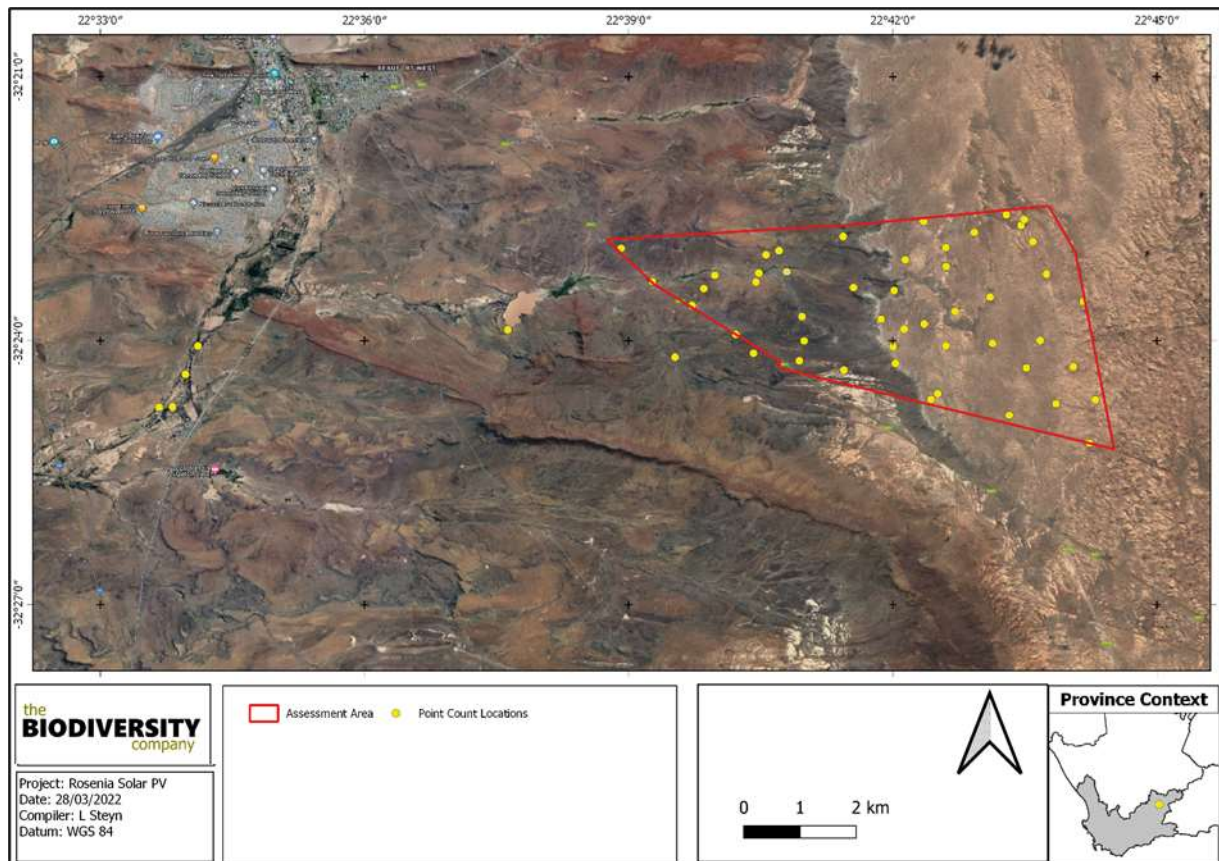 22°33'0"
22°36'0"
22°39'0"
22°42'0"
22°45'0"
-32°21'0"
-32°24'0"
-32°27'0"
BEAUFORT WEST
the
BIODIVERSITY
company
Project: Rosenia Solar PV
Date: 28/03/2022
Compiler: L Steyn
Datum: WGS 84
Assessment Area
Point Count Locations
0 1 2 km
Province Context